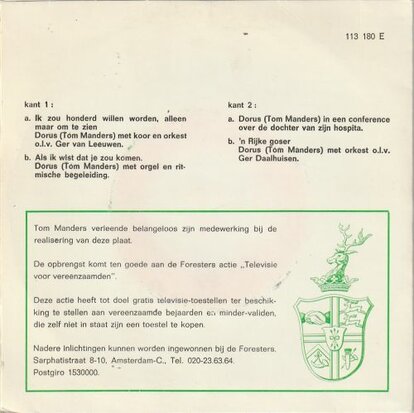 113 180 E
kant 1 :
a. Ik zou honderd willen worden, alleen
maar om te zien
Dorus (Tom Manders) met koor en orkest
o.l.v. Ger van Leeuwen.
b. Als ik wist dat je zou komen.
Dorus (Tom Manders) met orgel en rit-
mische begeleiding.
kant 2 :
a. Dorus (Tom Manders) in een conference
over de dochter van zijn hospita.
b. 'n Rijke goser
Dorus (Tom Manders) met orkest o.l.v.
Ger Daalhuisen.
Tom Manders verleende belangeloos zijn medewerking bij de
realisering van deze plaat.
De opbrengst komt ten goede aan de Foresters actie „Televisie
voor vereenzaamden".
Deze actie heeft tot doel gratis televisie-toestellen ter beschik-
king te stellen aan vereenzaamde bejaarden en minder-validen,
die zelf niet in staat zijn een toestel te kopen.
Nadere Inlichtingen kunnen worden ingewonnen bij de Foresters.
Sarphatistraat 8-10, Amsterdam-C., Tel. 020-23.63.64.
Postgiro 1530000.